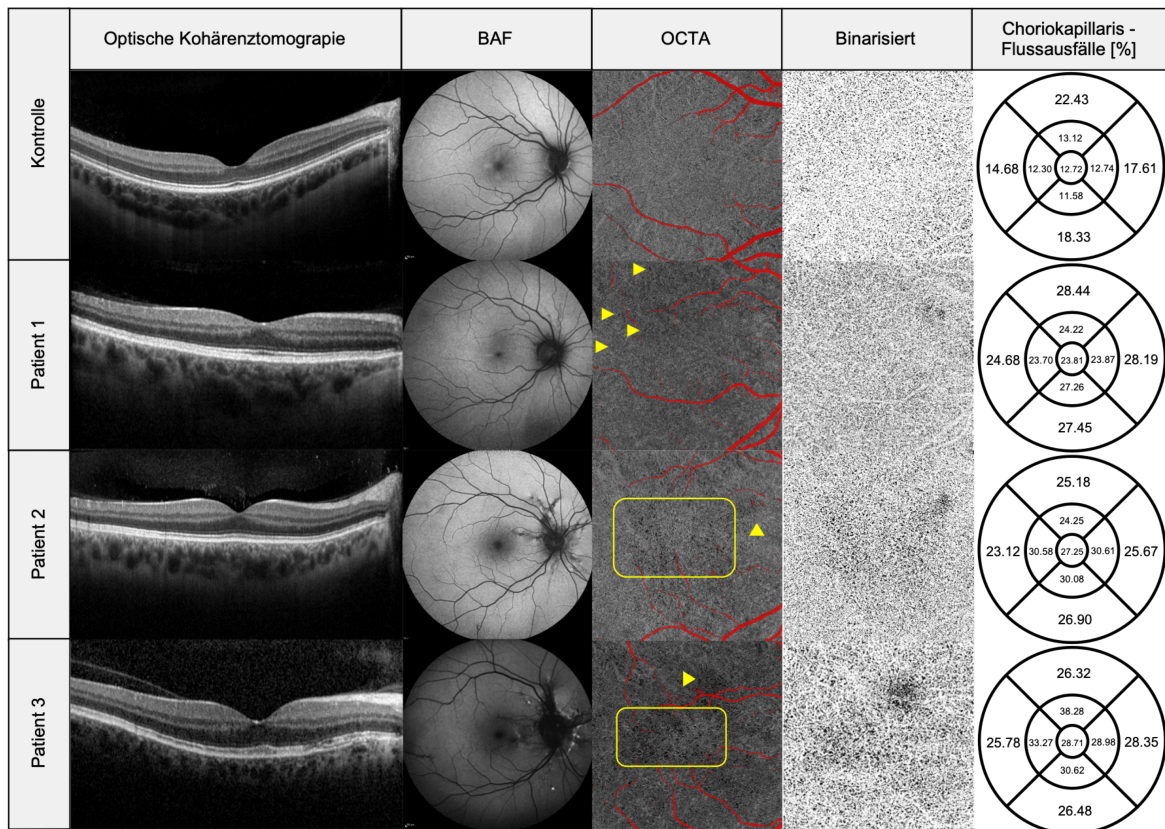 Optische Kohärenztomograpie
BAF
OCTA
Binarisiert
Choriokapillaris -
Flussausfälle [%]
Kontrolle
22.43
13.12
14.68 12.30 12.72 12.74 17.61
11.58
18.33
Patient 1
28.44
24.22
24.68 23.70 23.81 23.87 28.19
27.26
27.45
Patient 2
25.18
24.25
23.12 30.58 27.25 30.61 25.67
30.08
26.90
Patient 3
26.32
38.28
25.78 33.27 28.71 28.98 28.35
30.62
26.48